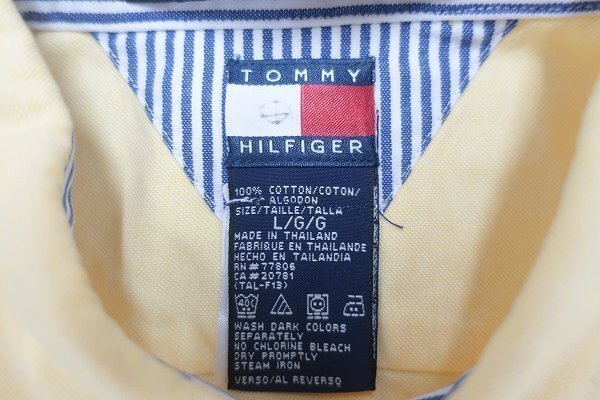 TOMMY
HILFIGER
100% COTTON/COTON/
ALGODON
SIZE/TAILLE/TALLA
L/G/G
MADE IN THAILAND
FABRIQUE EN THAILANDE
HECHO EN TAILANDIA
RN# 77806
CA# 20781
(TAL-F13)
40C
WASH DARK COLORS
SEPARATELY
NO CHLORINE BLEACH
DRY PROMPTLY
STEAM IRON
VERSO/AL REVERSO